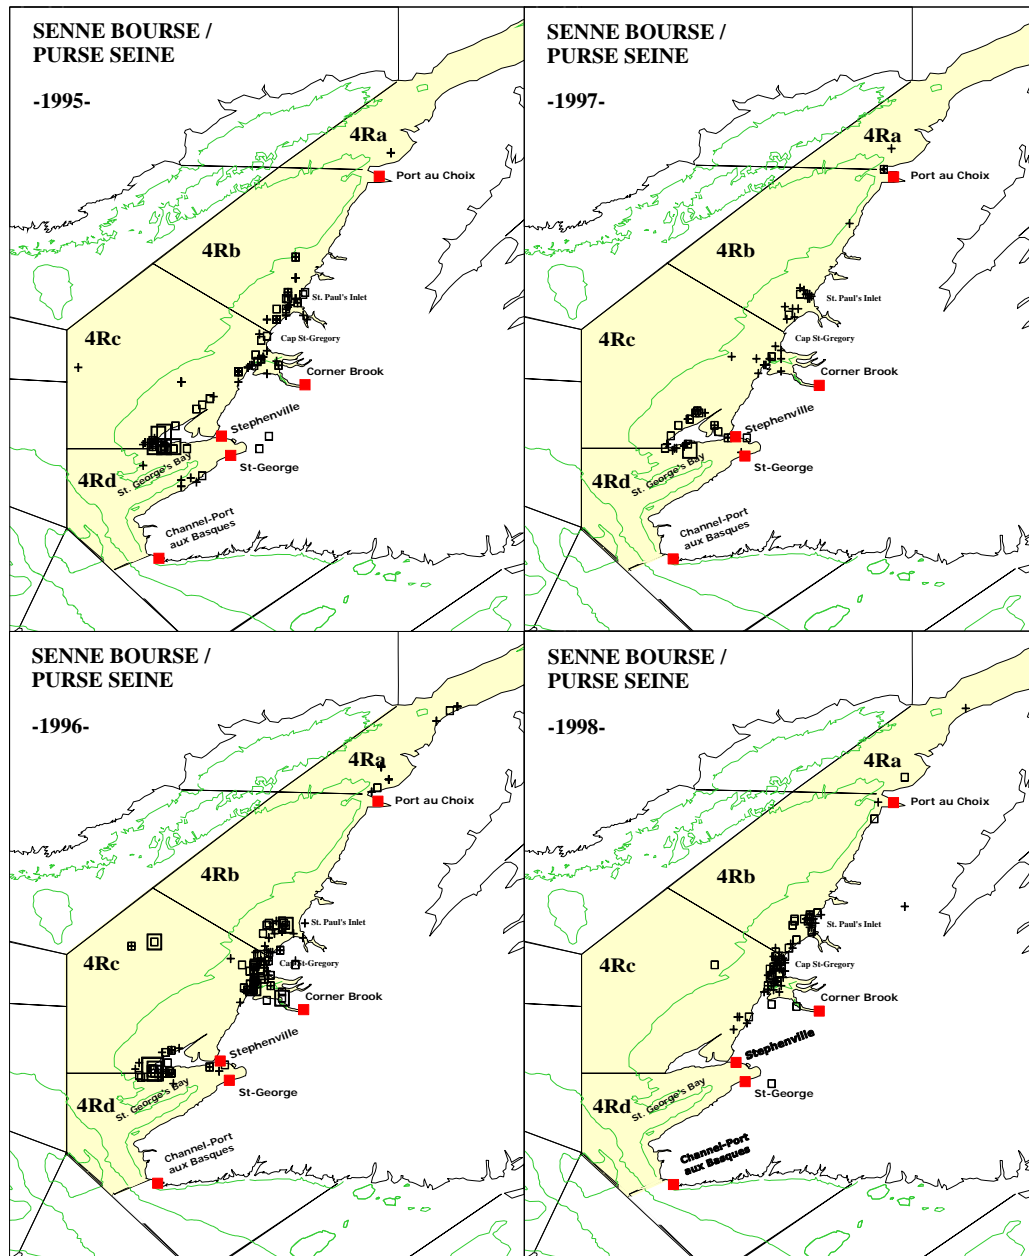 SENNE BOURSE /
PURSE SEINE
-1995-
4Ra
Port au Choix
4Rb
St. Paul's Inlet
4Rc
Cap St-Gregory
Corner Brook
Stephenville
St-George
4Rd
St. George's Bay
Channel-Port
aux Basques
SENNE BOURSE /
PURSE SEINE
-1997-
4Ra
Port au Choix
4Rb
St. Paul's Inlet
4Rc
Cap St-Gregory
Corner Brook
Stephenville
St-George
4Rd
St. George's Bay
Channel-Port
aux Basques
SENNE BOURSE /
PURSE SEINE
-1996-
4Ra
Port au Choix
4Rb
St. Paul's Inlet
4Rc
Cap St-Gregory
Corner Brook
Stephenville
St-George
4Rd
St. George's Bay
Channel-Port
aux Basques
SENNE BOURSE /
PURSE SEINE
-1998-
4Ra
Port au Choix
4Rb
St. Paul's Inlet
4Rc
Cap St-Gregory
Corner Brook
Stephenville
St-George
4Rd
St. George's Bay
Channel-Port
aux Basques